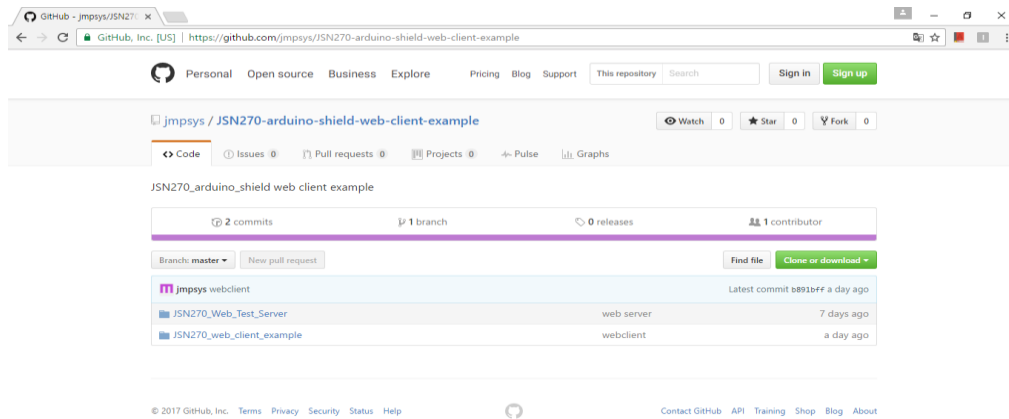 GitHub - jmpsys/JSN270
GitHub, Inc. [US] | https://github.com/jmpsys/JSN270-arduino-shield-web-client-example
Personal Open source Business Explore Pricing Blog Support This repository Search Sign in Sign up
jmpsys / JSN270-arduino-shield-web-client-example
Watch 0 Star 0 Fork 0
Code Issues 0 Pull requests 0 Projects 0 Pulse Graphs
JSN270_arduino_shield web client example
2 commits 1 branch 0 releases 1 contributor
Branch: master New pull request Find file Clone or download
jmpsys webclient Latest commit b891bff a day ago
JSN270_Web_Test_Server web server 7 days ago
JSN270_web_client_example webclient a day ago
© 2017 GitHub, Inc. Terms Privacy Security Status Help Contact GitHub API Training Shop Blog About